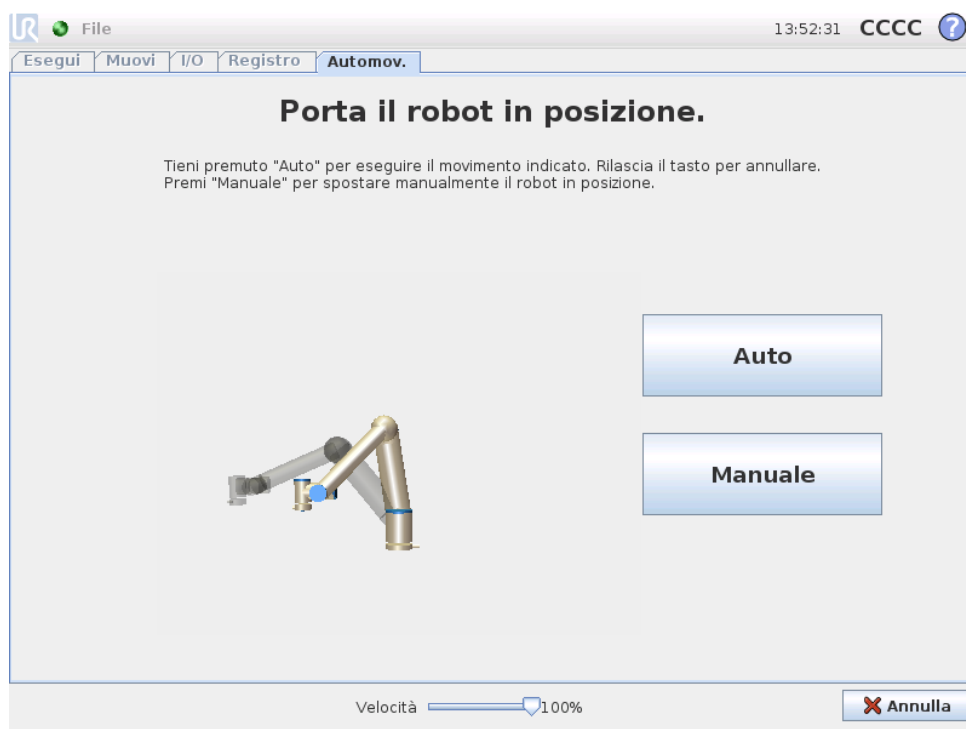 UR File 13:52:31 CCCC ?
Esegui Muovi I/O Registro Automov.
Porta il robot in posizione.
Tieni premuto "Auto" per eseguire il movimento indicato. Rilascia il tasto per annullare.
Premi "Manuale" per spostare manualmente il robot in posizione.
Auto
Manuale
Velocità 100% Annulla